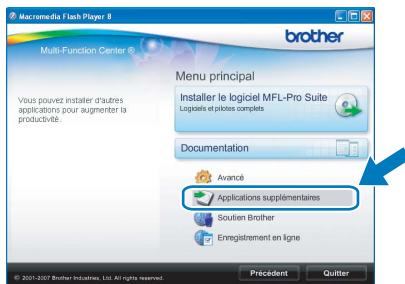 Macromedia Flash Player 8
brother
Multi-Function Center ®
Menu principal
Vous pouvez installer d'autres
applications pour augmenter la
productivité.
Installer le logiciel MFL-Pro Suite
Logiciels et pilotes complets
Documentation
Avancé
Applications supplémentaires
Soutien Brother
Enregistrement en ligne
© 2001-2007 Brother Industries, Ltd. All rights reserved.
Précédent
Quitter